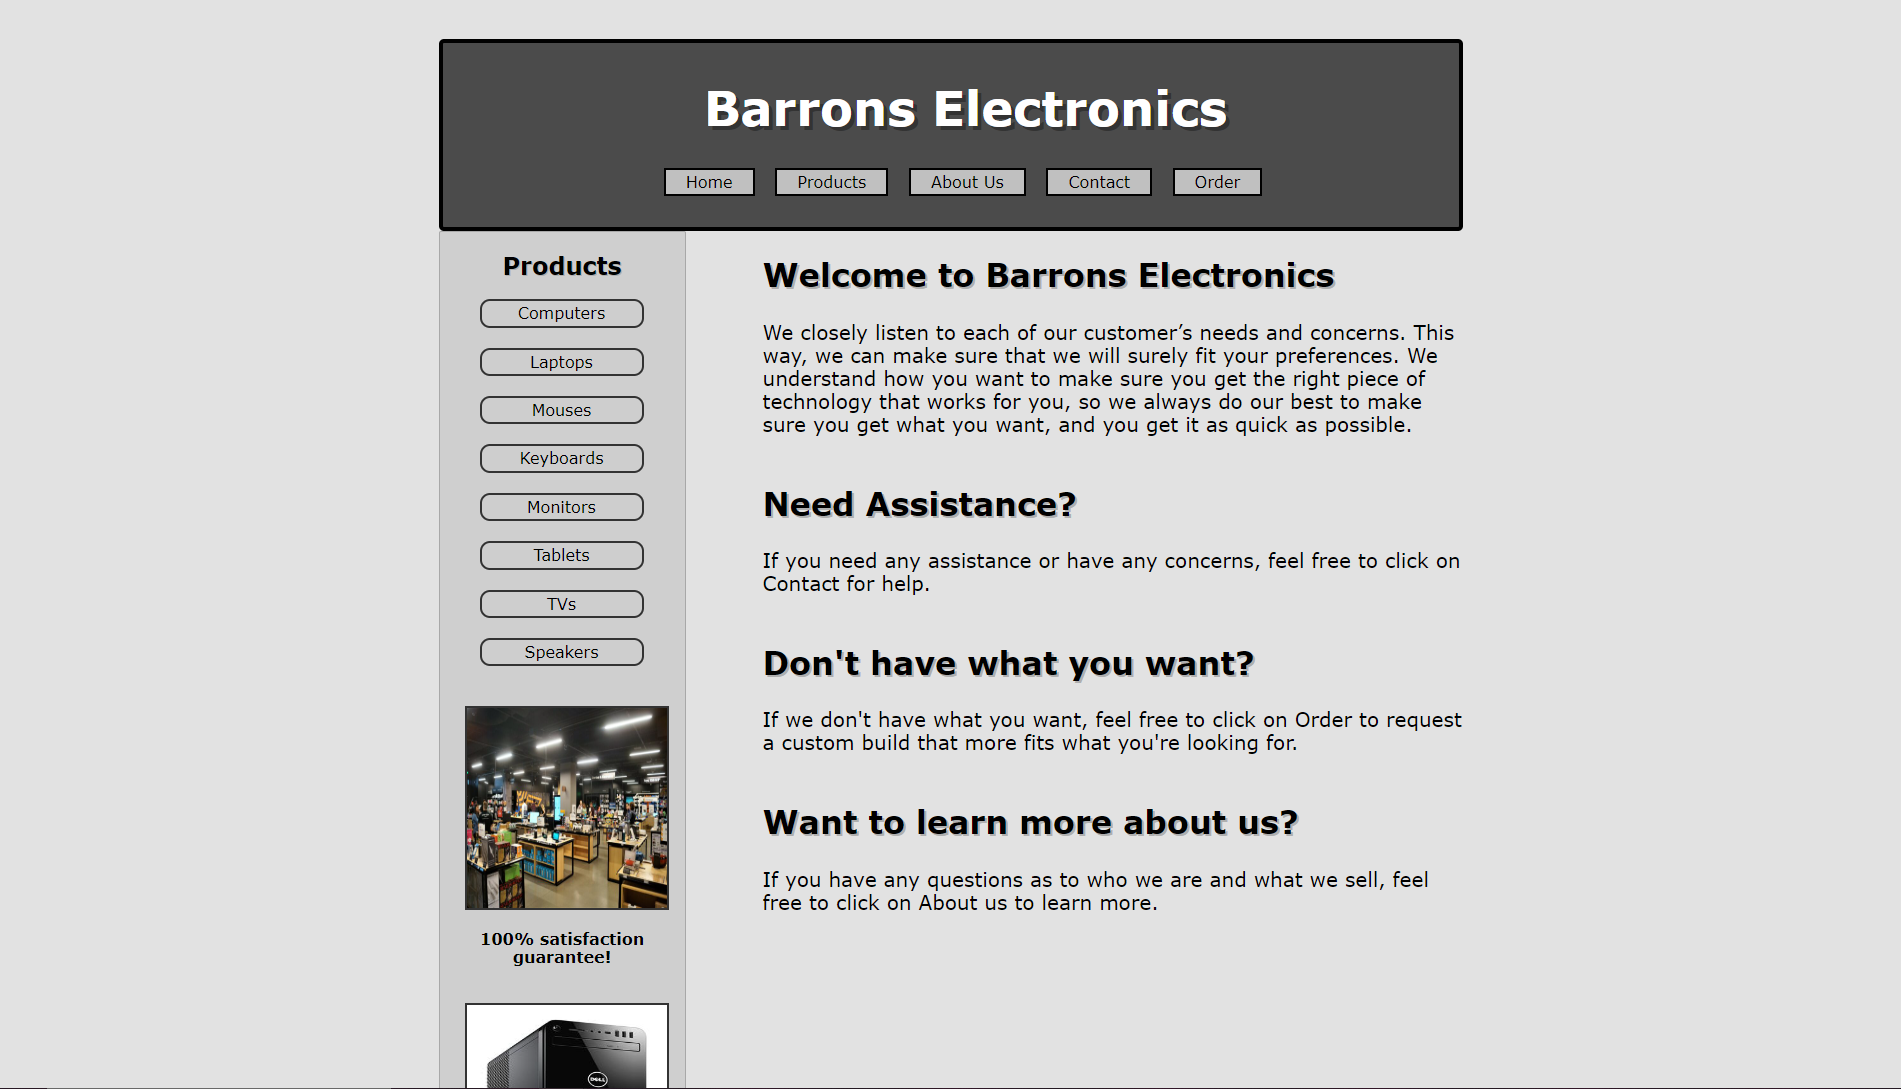 Barrons Electronics
Home Products About Us Contact Order
Products
Computers
Laptops
Mouses
Keyboards
Monitors
Tablets
TVs
Speakers
100% satisfaction
guarantee!
DELL
Welcome to Barrons Electronics
We closely listen to each of our customer’s needs and concerns. This
way, we can make sure that we will surely fit your preferences. We
understand how you want to make sure you get the right piece of
technology that works for you, so we always do our best to make
sure you get what you want, and you get it as quick as possible.
Need Assistance?
If you need any assistance or have any concerns, feel free to click on
Contact for help.
Don't have what you want?
If we don't have what you want, feel free to click on Order to request
a custom build that more fits what you're looking for.
Want to learn more about us?
If you have any questions as to who we are and what we sell, feel
free to click on About us to learn more.